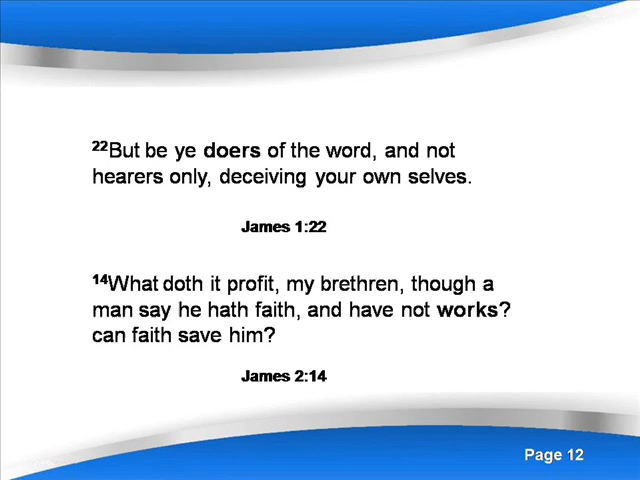 ²²But be ye doers of the word, and not
hearers only, deceiving your own selves.
James 1:22
¹⁴What doth it profit, my brethren, though a
man say he hath faith, and have not works?
can faith save him?
James 2:14
Page 12